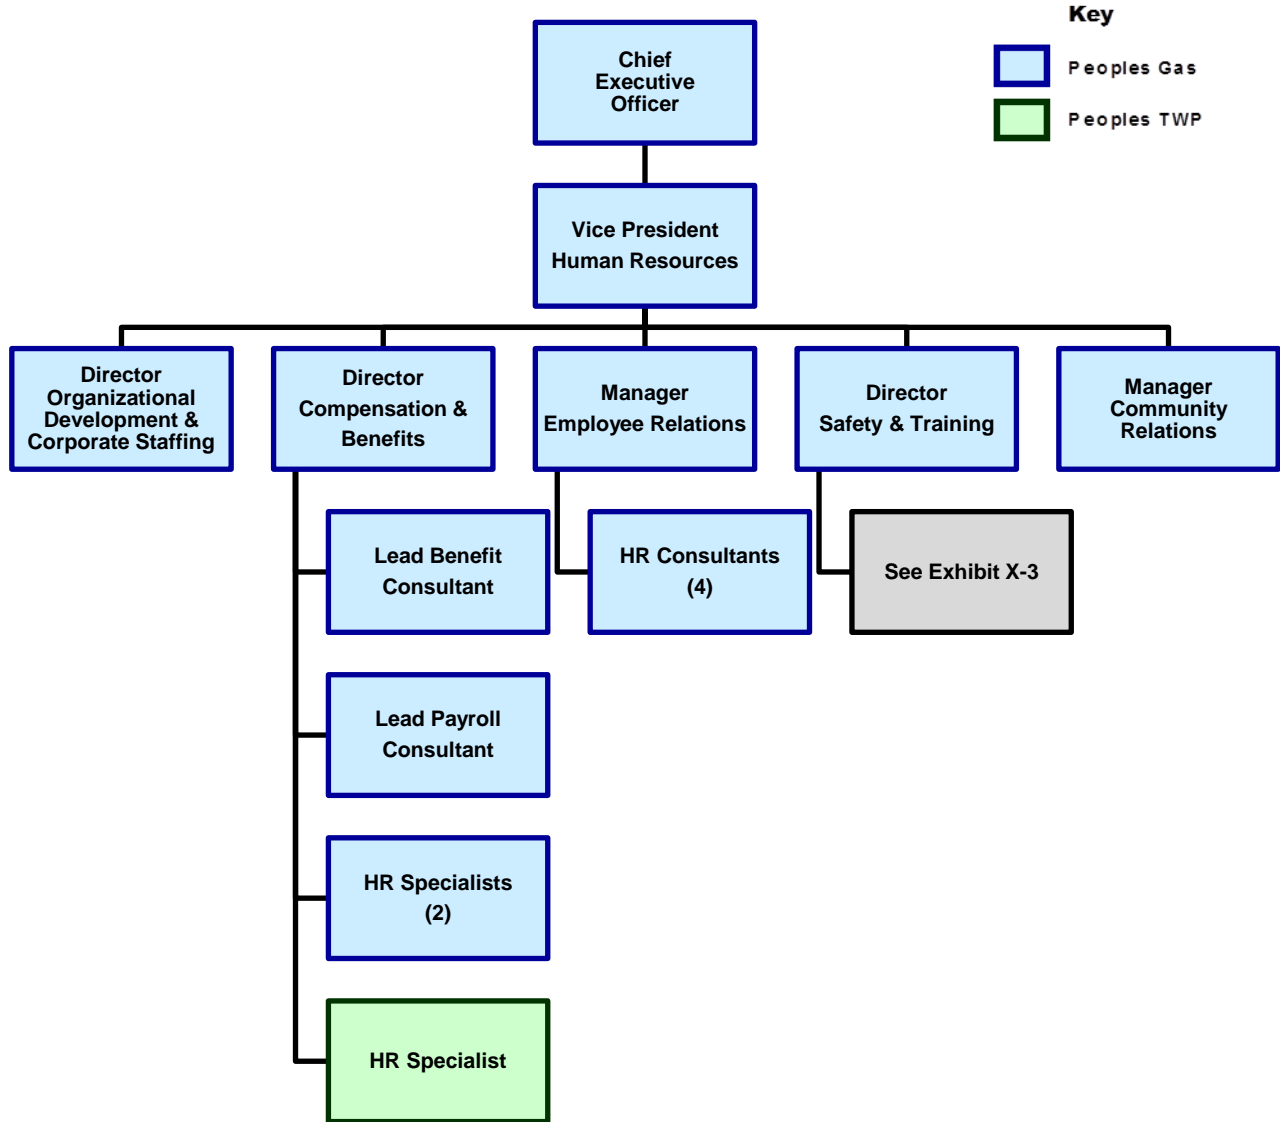 Key
Peoples Gas
Peoples TWP
Chief
Executive
Officer
Vice President
Human Resources
Director
Organizational
Development &
Corporate Staffing
Director
Compensation &
Benefits
Manager
Employee Relations
Director
Safety & Training
Manager
Community
Relations
Lead Benefit
Consultant
HR Consultants
(4)
See Exhibit X-3
Lead Payroll
Consultant
HR Specialists
(2)
HR Specialist